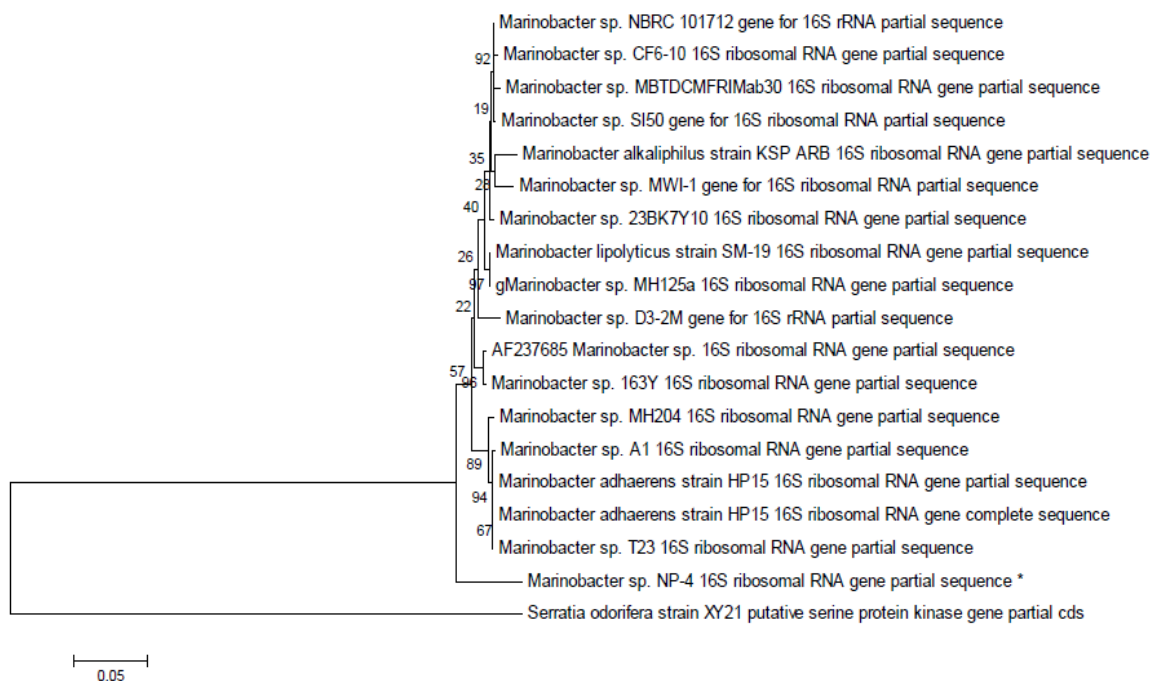 Marinobacter sp. NBRC 101712 gene for 16S rRNA partial sequence
92
Marinobacter sp. CF6-10 16S ribosomal RNA gene partial sequence
Marinobacter sp. MBTDCMFRIMab30 16S ribosomal RNA gene partial sequence
19
Marinobacter sp. SI50 gene for 16S ribosomal RNA partial sequence
35
Marinobacter alkaliphilus strain KSP ARB 16S ribosomal RNA gene partial sequence
28
Marinobacter sp. MWI-1 gene for 16S ribosomal RNA partial sequence
40
Marinobacter sp. 23BK7Y10 16S ribosomal RNA gene partial sequence
26
Marinobacter lipolyticus strain SM-19 16S ribosomal RNA gene partial sequence
97
gMarinobacter sp. MH125a 16S ribosomal RNA gene partial sequence
22
Marinobacter sp. D3-2M gene for 16S rRNA partial sequence
AF237685 Marinobacter sp. 16S ribosomal RNA gene partial sequence
57
96
Marinobacter sp. 163Y 16S ribosomal RNA gene partial sequence
Marinobacter sp. MH204 16S ribosomal RNA gene partial sequence
Marinobacter sp. A1 16S ribosomal RNA gene partial sequence
89
Marinobacter adhaerens strain HP15 16S ribosomal RNA gene partial sequence
94
Marinobacter adhaerens strain HP15 16S ribosomal RNA gene complete sequence
67
Marinobacter sp. T23 16S ribosomal RNA gene partial sequence
Marinobacter sp. NP-4 16S ribosomal RNA gene partial sequence *
Serratia odorifera strain XY21 putative serine protein kinase gene partial cds
0.05